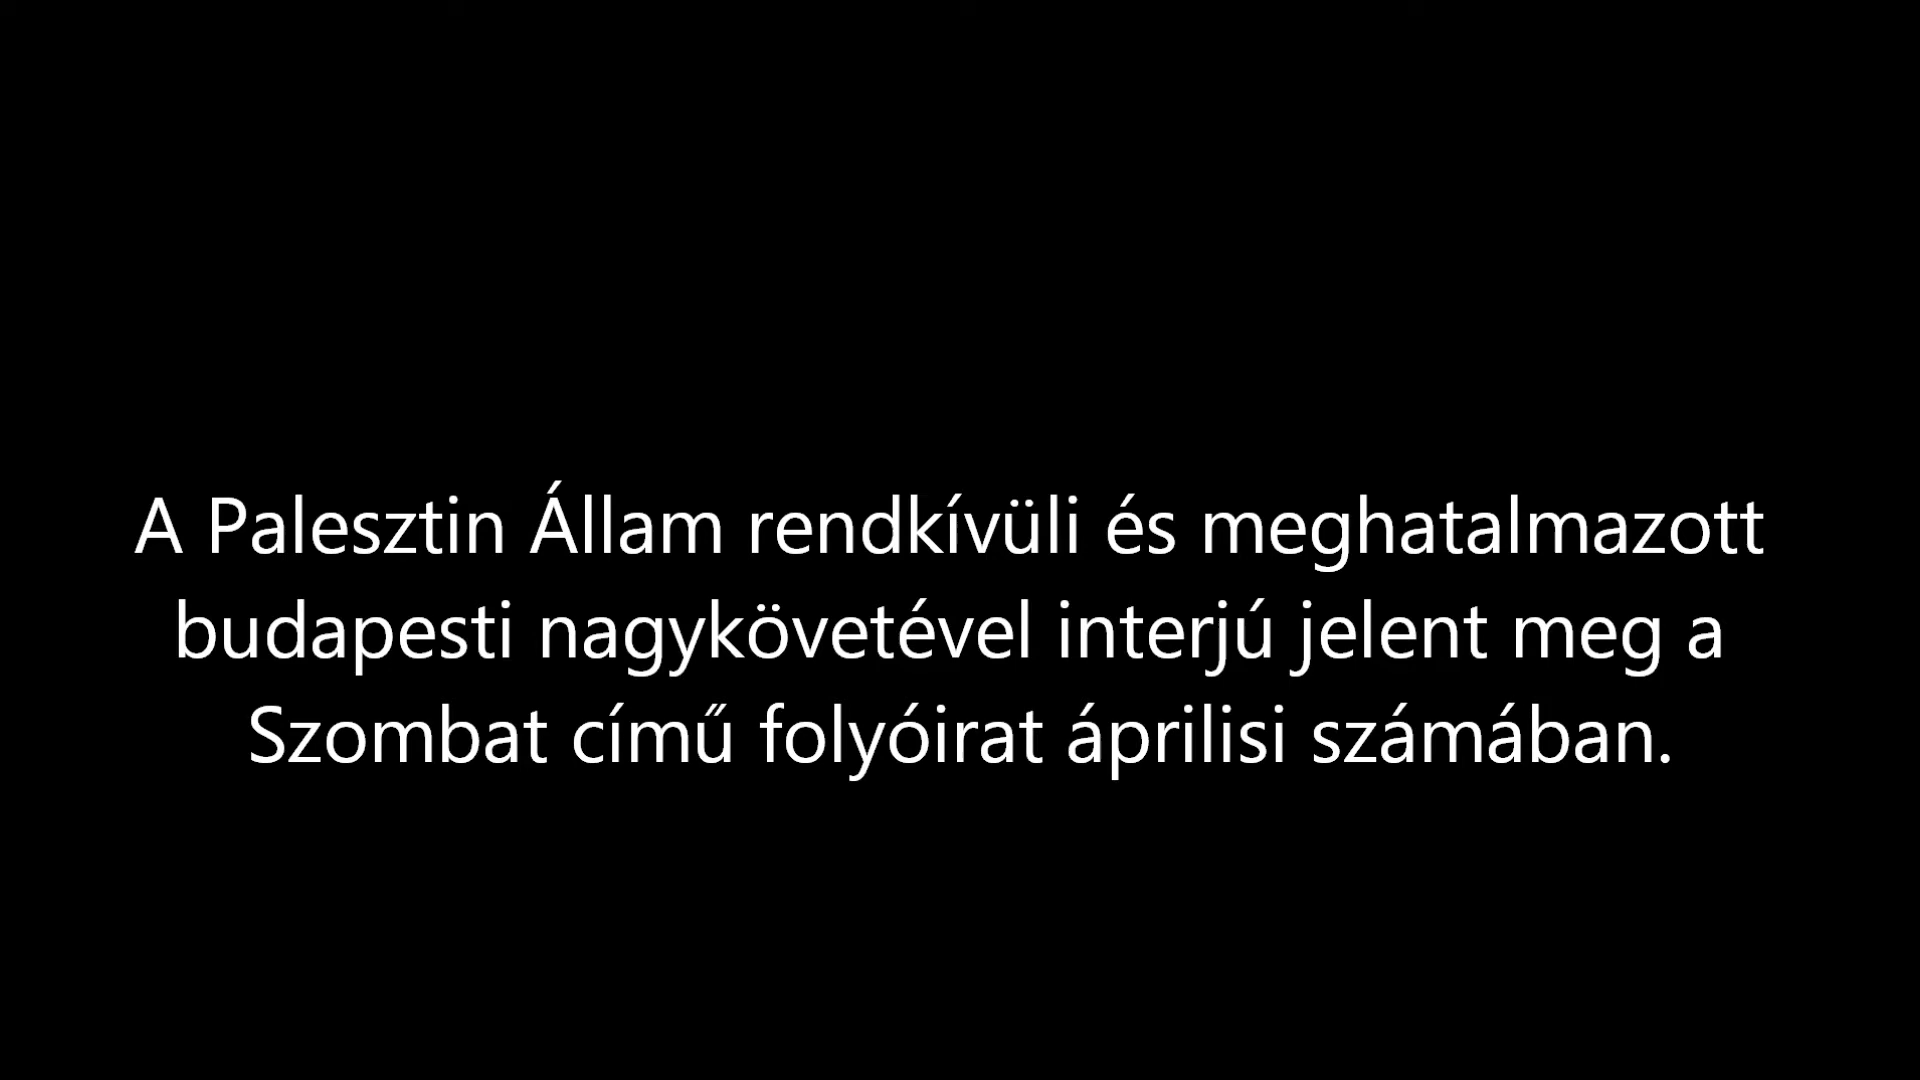 A Palesztin Állam rendkívüli és meghatalmazott
budapesti nagykövetével interjú jelent meg a
Szombat című folyóirat áprilisi számában.